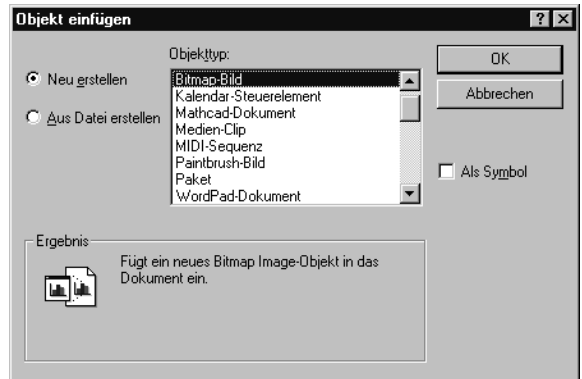 Objekt einfügen
Objekttyp:
Neu erstellen
Aus Datei erstellen
Bitmap-Bild
Kalendar-Steuerelement
Mathcad-Dokument
Medien-Clip
MIDI-Sequenz
Paintbrush-Bild
Paket
WordPad-Dokument
OK
Abbrechen
Als Symbol
Ergebnis
Fügt ein neues Bitmap Image-Objekt in das
Dokument ein.